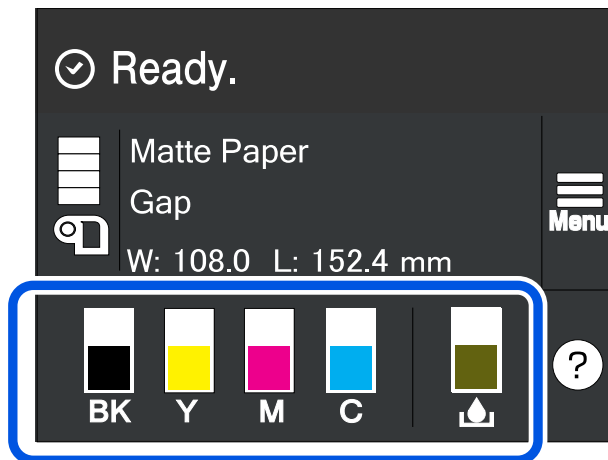 Ready.
Matte Paper
Gap
W: 108.0 L: 152.4 mm
Menu
BK Y M C
?